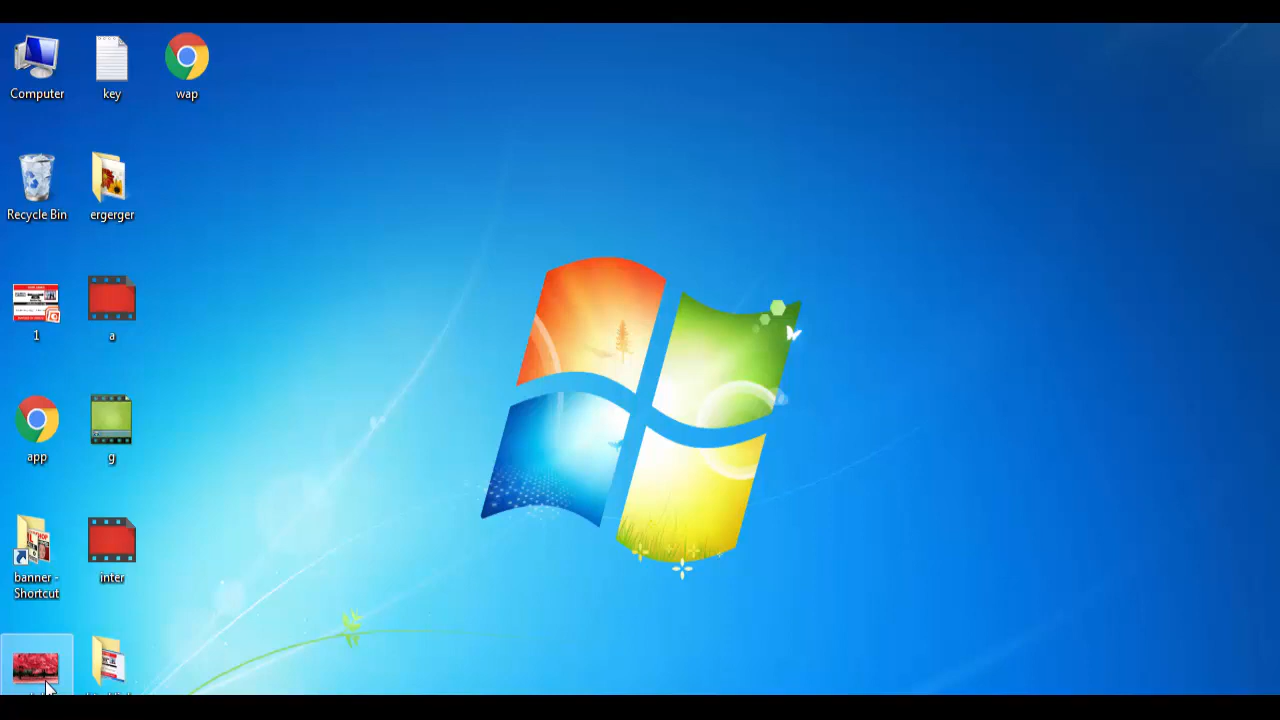 Computer
key
wap
Recycle Bin
ergerger
1
a
app
g
banner -
Shortcut
inter